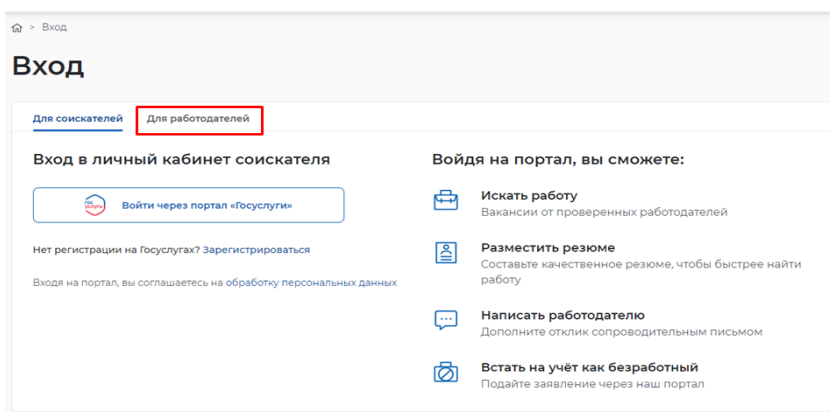 > Вход
Вход
Для соискателей
Для работодателей
Вход в личный кабинет соискателя
гос
услуги
Войти через портал «Госуслуги»
Нет регистрации на Госуслугах? Зарегистрироваться
Входя на портал, вы соглашаетесь на обработку персональных данных
Войдя на портал, вы сможете:
Искать работу
Вакансии от проверенных работодателей
Разместить резюме
Составьте качественное резюме, чтобы быстрее найти
работу
Написать работодателю
Дополните отклик сопроводительным письмом
Встать на учёт как безработный
Подайте заявление через наш портал